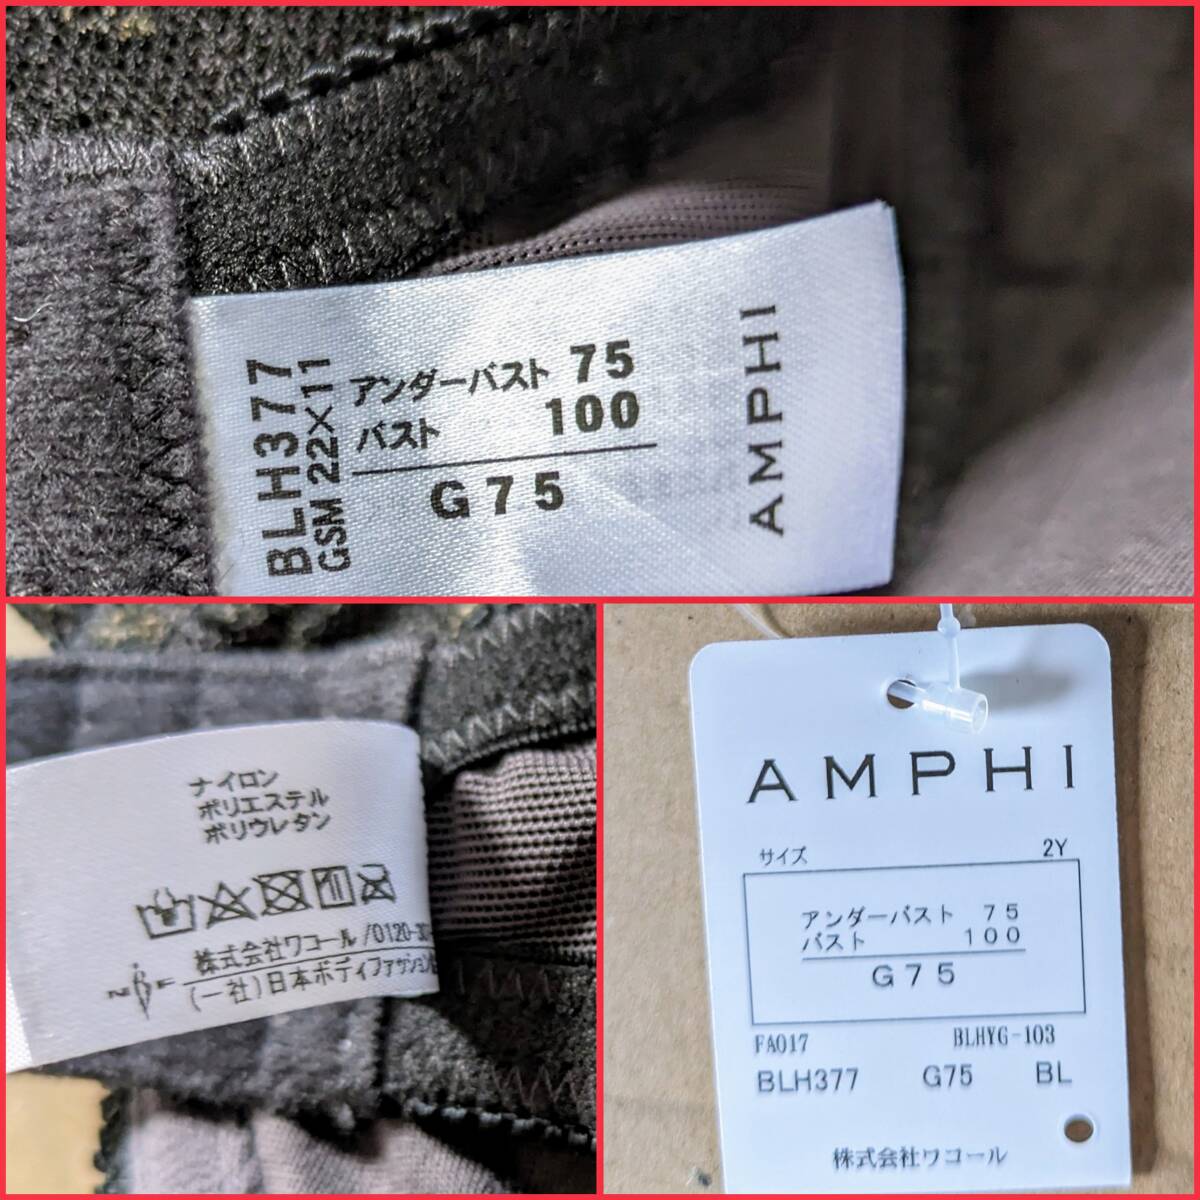 BLH377
GSM 22×11
アンダーバスト 75
バスト 100
G75
AMPHI
ナイロン
ポリエステル
ポリウレタン
株式会社ワコール/0120-
(一社)日本ボディファッション
AMPHI
サイズ 2Y
アンダーバスト 75
バスト 100
G75
FA017 BLHYG-103
BLH377 G75 BL
株式会社ワコール